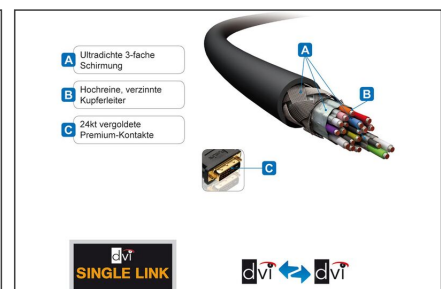 A
Ultradichte 3-fache
Schirmung
B
Hochreine, verzinnte
Kupferleiter
C
24kt vergoldete
Premium-Kontakte
A
B
C
dvi
SINGLE LINK
dvi dvi